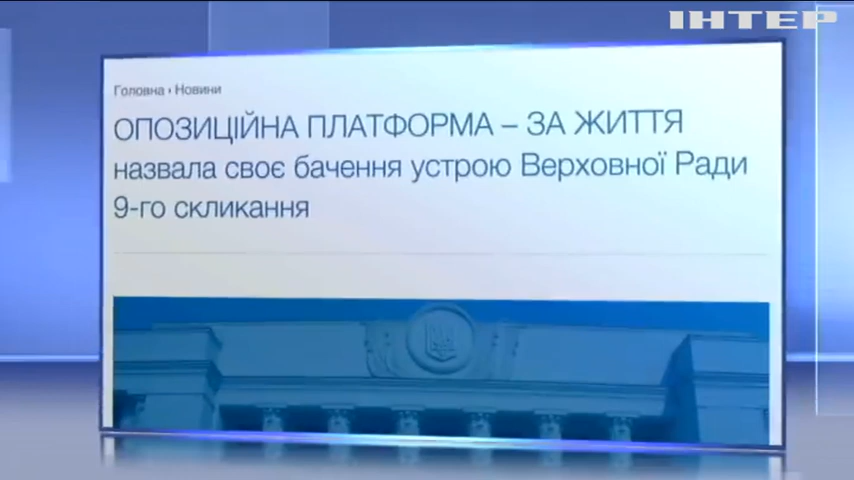 ІНТЕР
Головна › Новини
ОПОЗИЦІЙНА ПЛАТФОРМА – ЗА ЖИТТЯ
назвала своє бачення устрою Верховної Ради
9-го скликання